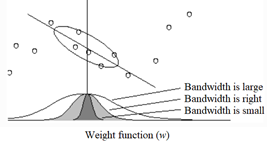 Bandwidth is large
Bandwidth is right
Bandwidth is small
Weight function (w)